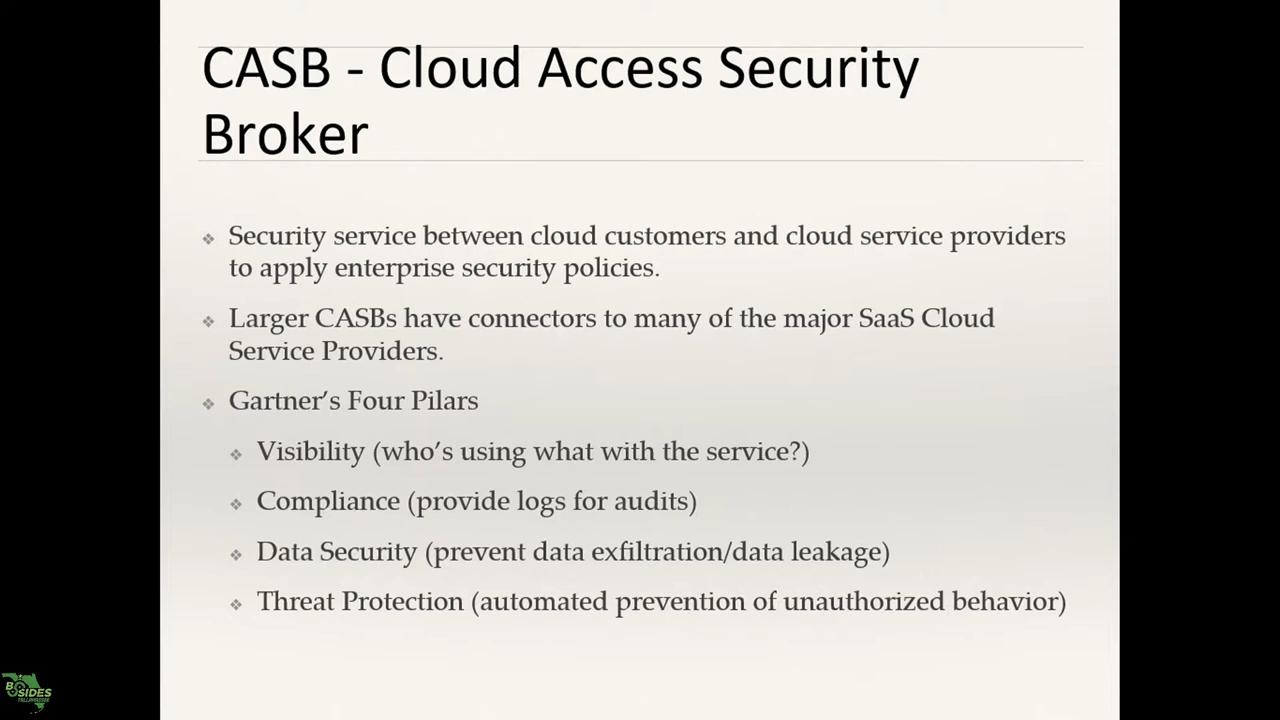 CASB - Cloud Access Security
Broker
❖ Security service between cloud customers and cloud service providers
to apply enterprise security policies.
❖ Larger CASBs have connectors to many of the major SaaS Cloud
Service Providers.
❖ Gartner’s Four Pilars
❖ Visibility (who’s using what with the service?)
❖ Compliance (provide logs for audits)
❖ Data Security (prevent data exfiltration/data leakage)
❖ Threat Protection (automated prevention of unauthorized behavior)
BSIDES
TALLAHASSEE